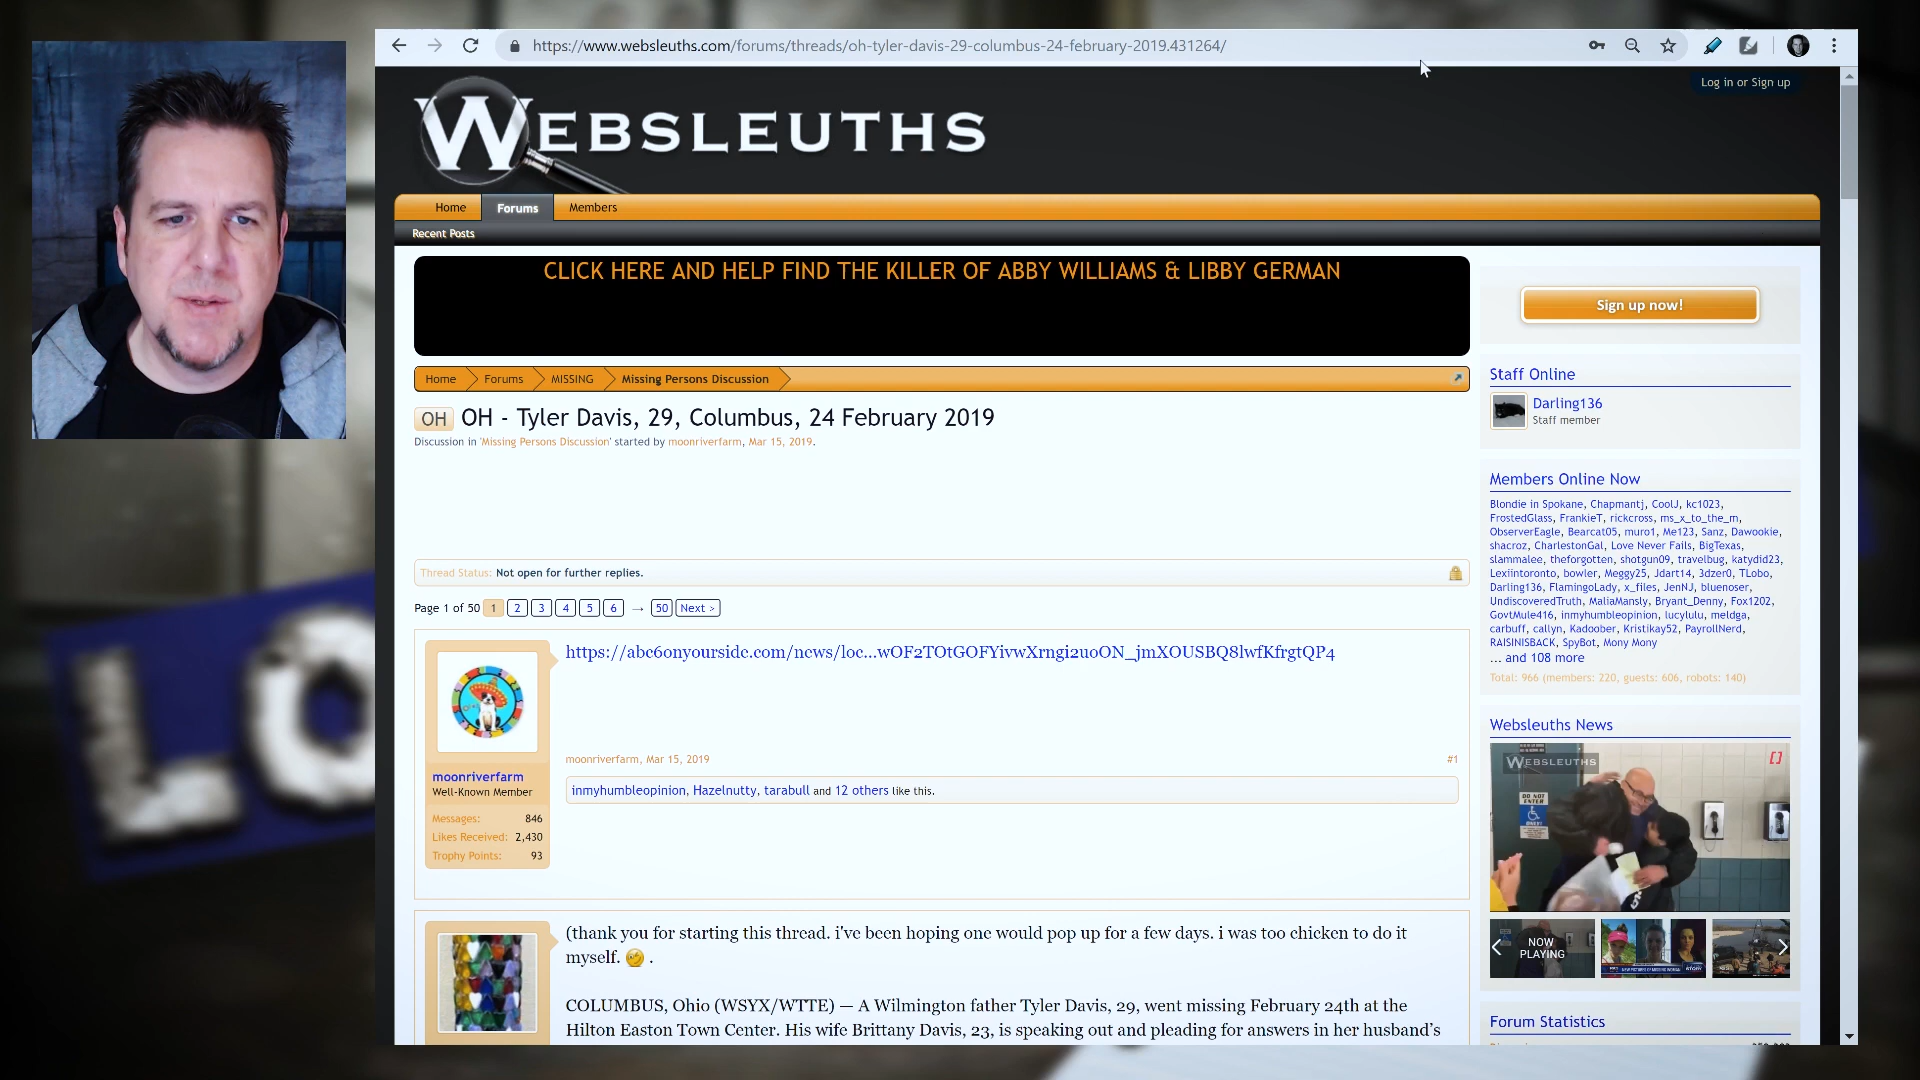 https://www.websleuths.com/forums/threads/oh-tyler-davis-29-columbus-24-february-2019.431264/
Log in or Sign up
WEBSLEUTHS
Home Forums Members
Recent Posts
CLICK HERE AND HELP FIND THE KILLER OF ABBY WILLIAMS & LIBBY GERMAN
Sign up now!
Home Forums MISSING Missing Persons Discussion
OH OH - Tyler Davis, 29, Columbus, 24 February 2019
Discussion in 'Missing Persons Discussion' started by moonriverfarm, Mar 15, 2019.
Thread Status: Not open for further replies.
Page 1 of 50 1 2 3 4 5 6 → 50 Next >
https://abc6onyourside.com/news/loc...wOF2TOtGOFYivwXrngi2uoON_jmXOUSBQ8lwfKfrgtQP4
moonriverfarm, Mar 15, 2019 #1
inmyhumbleopinion, Hazelnutty, tarabull and 12 others like this.
moonriverfarm
Well-Known Member
Messages: 846
Likes Received: 2,430
Trophy Points: 93
(thank you for starting this thread. i've been hoping one would pop up for a few days. i was too chicken to do it
myself. .
COLUMBUS, Ohio (WSYX/WTTE) — A Wilmington father Tyler Davis, 29, went missing February 24th at the
Hilton Easton Town Center. His wife Brittany Davis, 23, is speaking out and pleading for answers in her husband's
Staff Online
Darling136
Staff member
Members Online Now
Blondie in Spokane, Chapmantj, CoolJ, kc1023,
FrostedGlass, FrankieT, rickcross, ms_x_to_the_m,
ObserverEagle, Bearcat05, muro1, Me123, Sanz, Dawookie,
shacroz, CharlestonGal, Love Never Fails, BigTexas,
slammalee, theforgotten, shotgun09, travelbug, katydid23,
Lexiintoronto, bowler, Meggy25, Jdart14, 3dzer0, TLobo,
Darling136, FlamingoLady, x_files, JenNJ, bluenoser,
UndiscoveredTruth, MaliaMansly, Bryant_Denny, Fox1202,
GovtMule416, inmyhumbleopinion, lucylulu, meldga,
carbuff, callyn, Kadoober, Kristikay52, PayrollNerd,
RAISINISBACK, SpyBot, Mony Mony
... and 108 more
Total: 966 (members: 220, guests: 606, robots: 140)
Websleuths News
WEBSLEUTHS
DO NOT
ENTER
NOW
PLAYING
Forum Statistics
LO